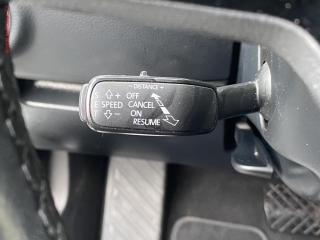 − DISTANCE +
S + OFF
E SPEED CANCEL
T − ON
RESUME